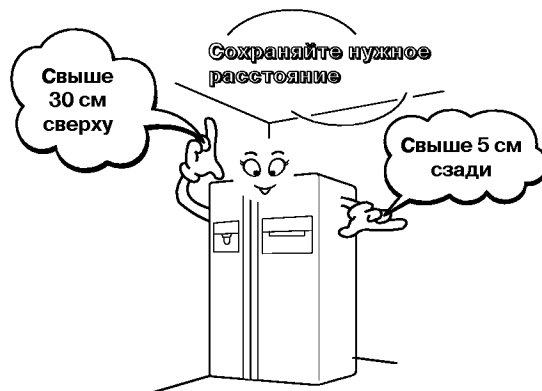 Сохраняйте нужное
расстояние
Свыше
30 см
сверху
Свыше 5 см
сзади